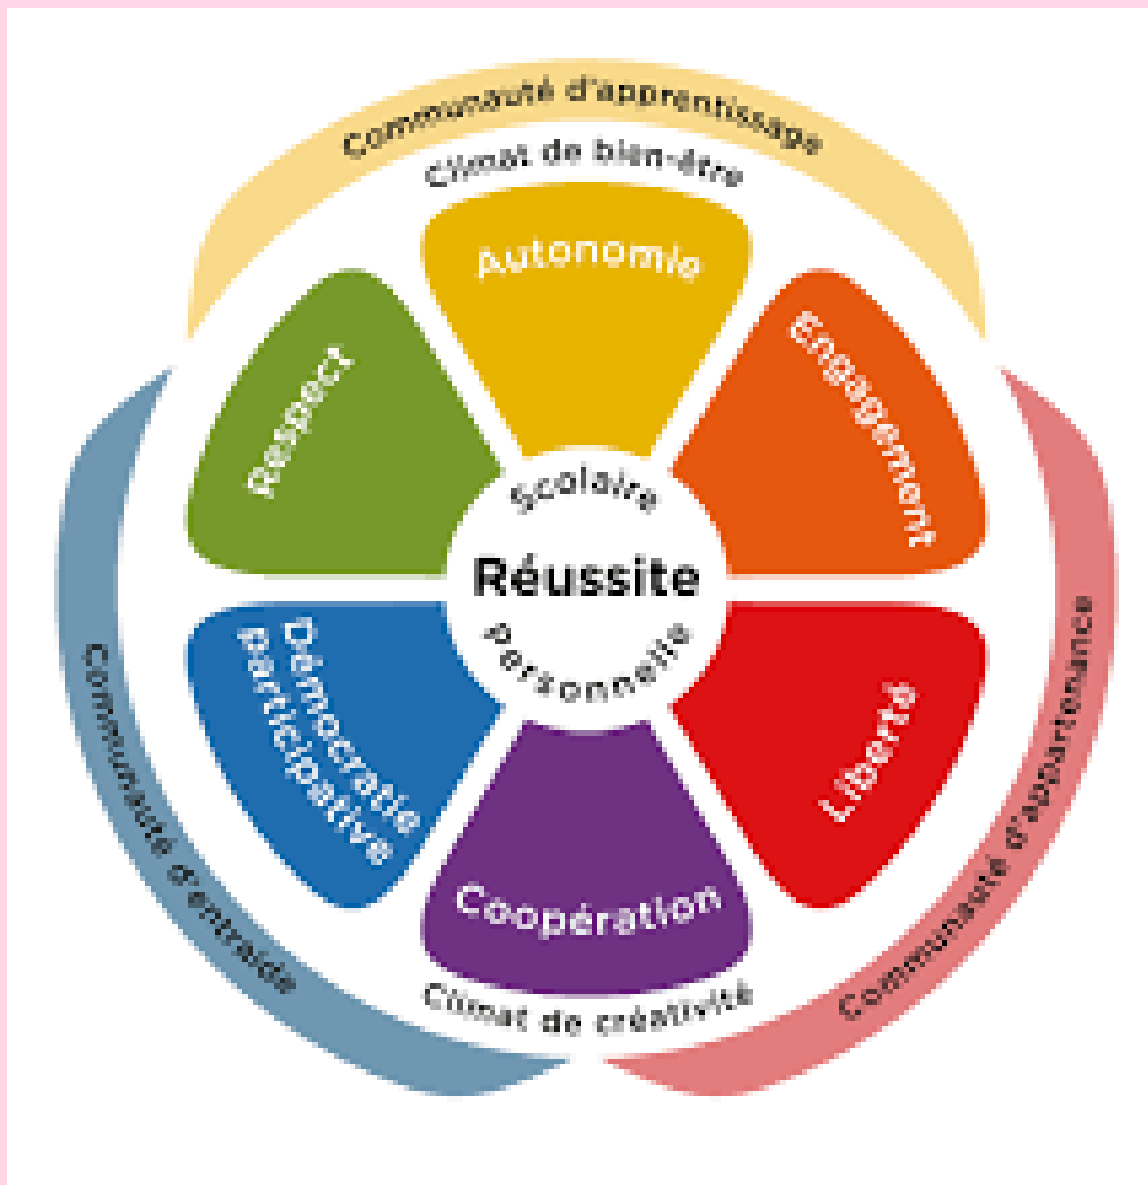 Communauté d'apprentissage
Climat de bien-être
Autonomie
Engagement
Respect
Scolaire
Réussite
Personnelle
Démocratie
participative
Liberté
Coopération
Climat de créativité
Communauté d'entraide
Communauté d'appartenance